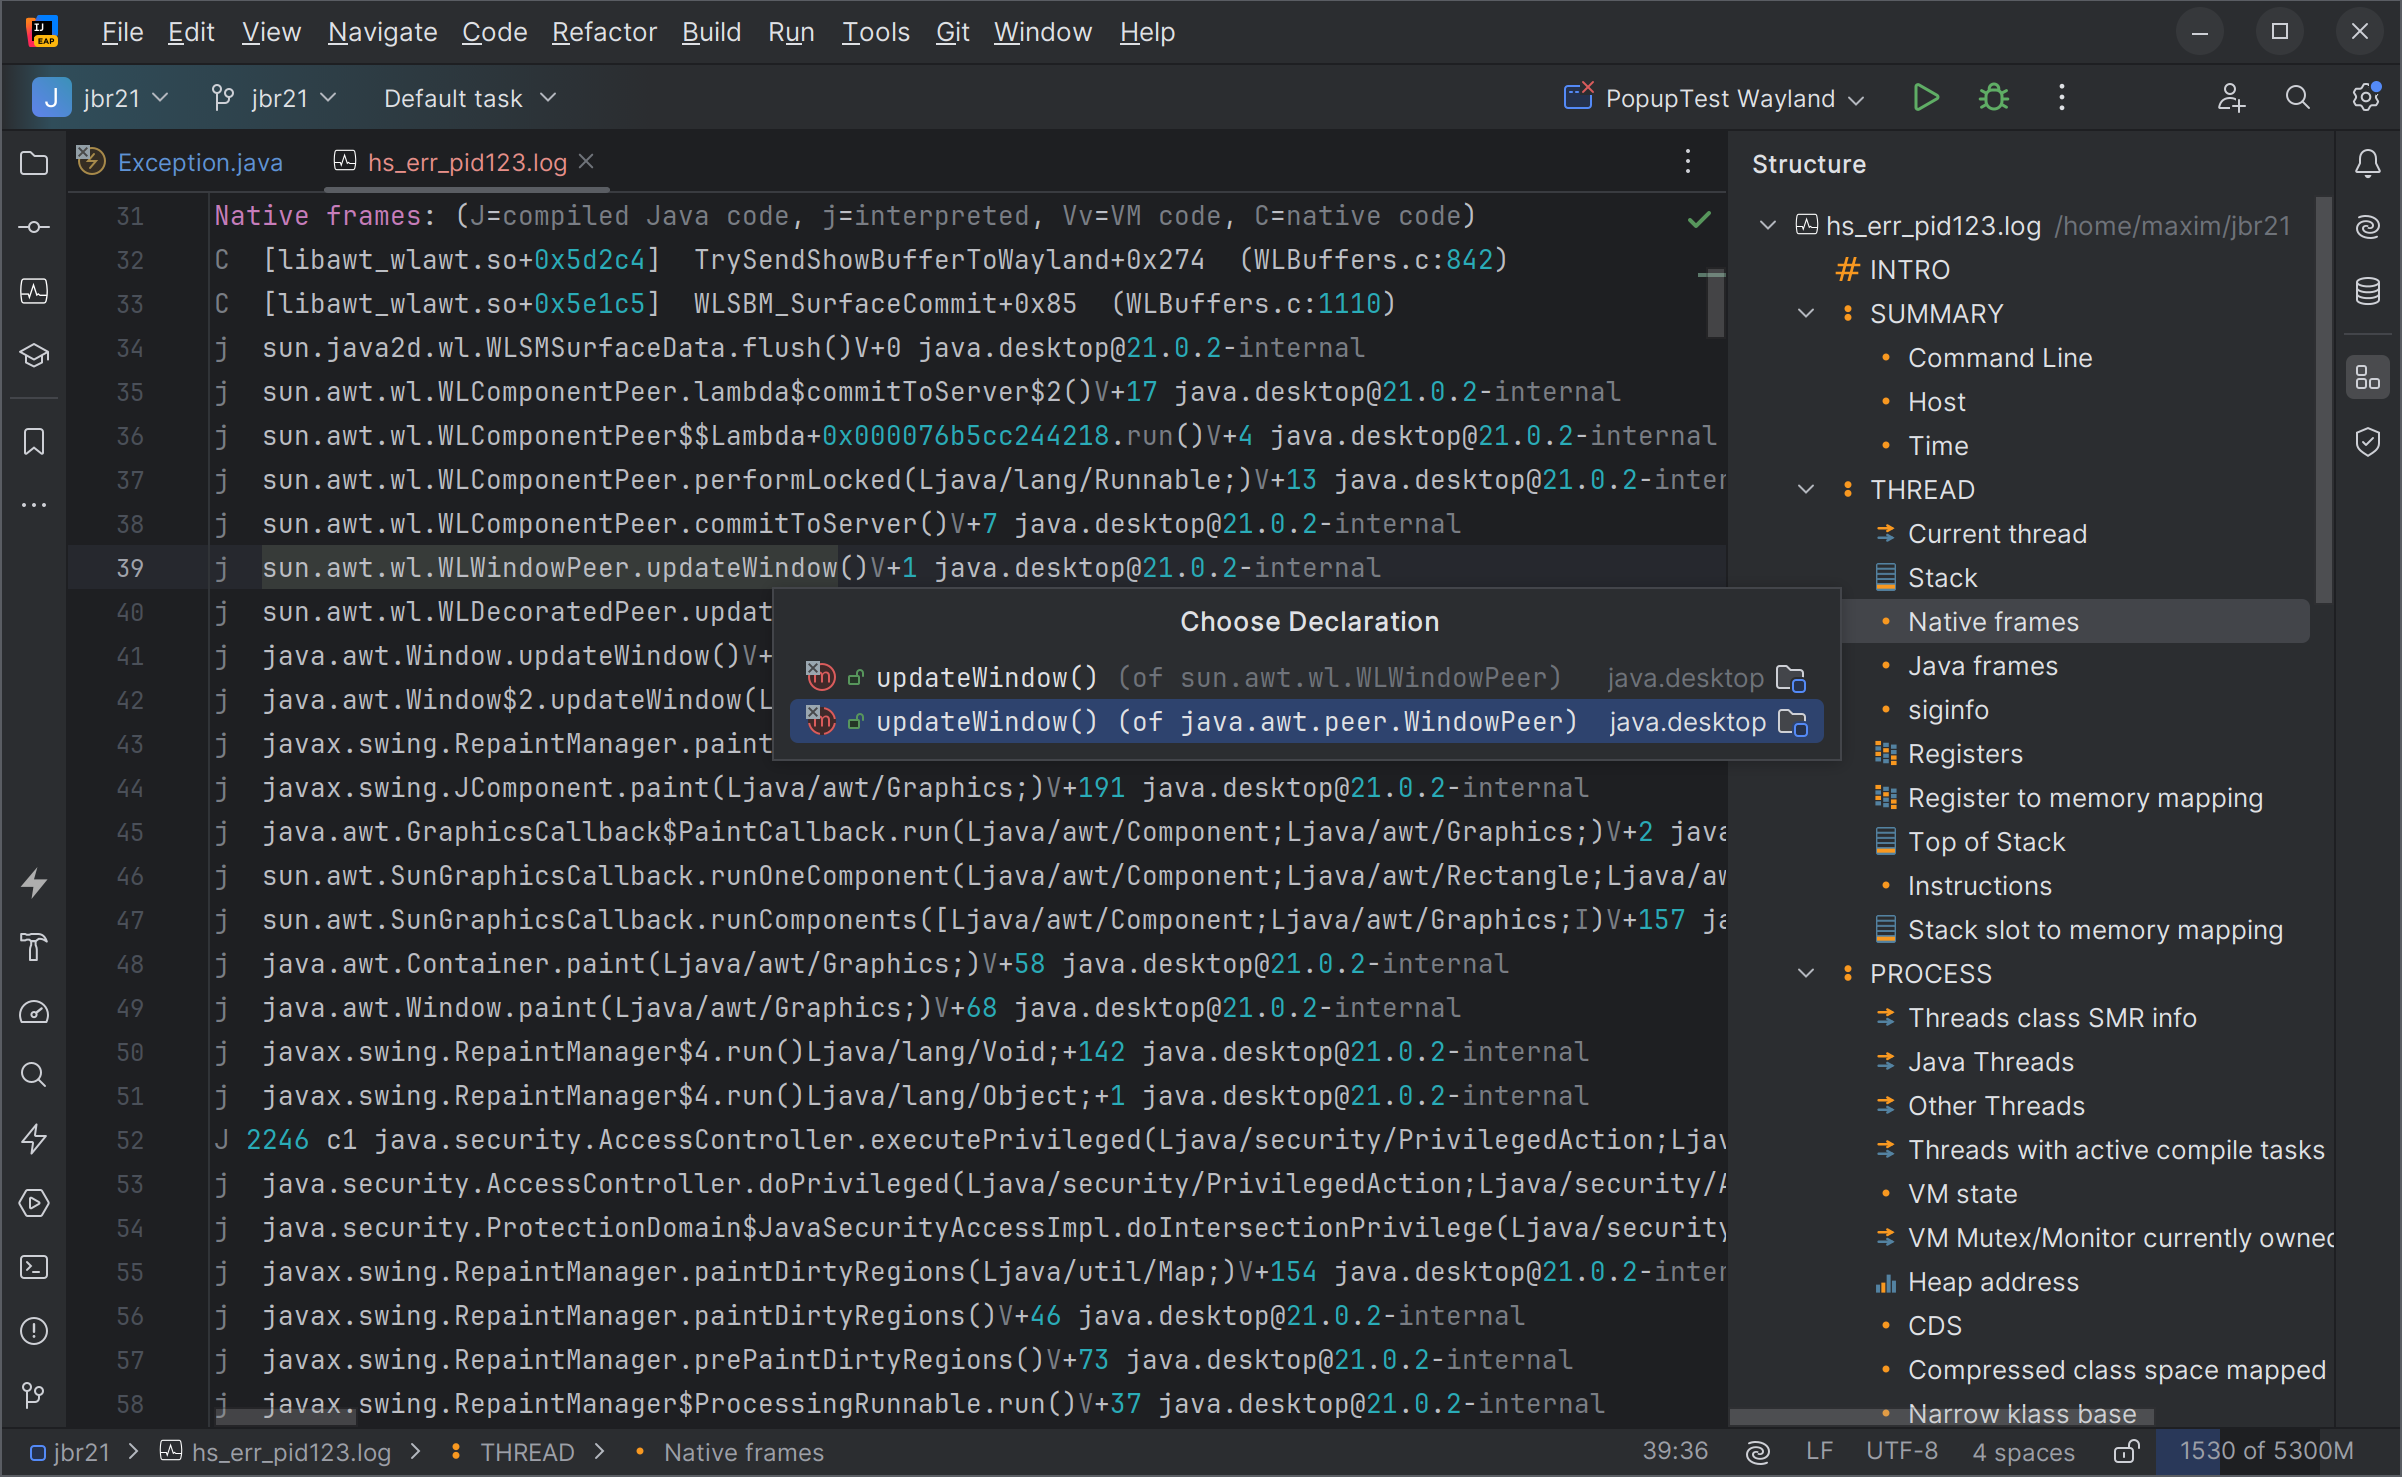 File Edit View Navigate Code Refactor Build Run Tools Git Window Help
J jbr21 jbr21 Default task PopupTest Wayland
Exception.java hs_err_pid123.log
31 Native frames: (J=compiled Java code, j=interpreted, Vv=VM code, C=native code)
32 C [libawt_wlawt.so+0x5d2c4] TrySendShowBufferToWayland+0x274 (WLBuffers.c:842)
33 C [libawt_wlawt.so+0x5e1c5] WLSBM_SurfaceCommit+0x85 (WLBuffers.c:1110)
34 j sun.java2d.wl.WLSMSurfaceData.flush()V+0 java.desktop@21.0.2-internal
35 j sun.awt.wl.WLComponentPeer.lambda$commitToServer$2()V+17 java.desktop@21.0.2-internal
36 j sun.awt.wl.WLComponentPeer$$Lambda+0x000076b5cc244218.run()V+4 java.desktop@21.0.2-internal
37 j sun.awt.wl.WLComponentPeer.performLocked(Ljava/lang/Runnable;)V+13 java.desktop@21.0.2-inter
38 j sun.awt.wl.WLComponentPeer.commitToServer()V+7 java.desktop@21.0.2-internal
39 j sun.awt.wl.WLWindowPeer.updateWindow()V+1 java.desktop@21.0.2-internal
40 j sun.awt.wl.WLDecoratedPeer.updat
41 j java.awt.Window.updateWindow()V+
42 j java.awt.Window$2.updateWindow(L
43 j javax.swing.RepaintManager.paint
44 j javax.swing.JComponent.paint(Ljava/awt/Graphics;)V+191 java.desktop@21.0.2-internal
45 j java.awt.GraphicsCallback$PaintCallback.run(Ljava/awt/Component;Ljava/awt/Graphics;)V+2 java
46 j sun.awt.SunGraphicsCallback.runOneComponent(Ljava/awt/Component;Ljava/awt/Rectangle;Ljava/aw
47 j sun.awt.SunGraphicsCallback.runComponents([Ljava/awt/Component;Ljava/awt/Graphics;I)V+157 ja
48 j java.awt.Container.paint(Ljava/awt/Graphics;)V+58 java.desktop@21.0.2-internal
49 j java.awt.Window.paint(Ljava/awt/Graphics;)V+68 java.desktop@21.0.2-internal
50 j javax.swing.RepaintManager$4.run()Ljava/lang/Void;+142 java.desktop@21.0.2-internal
51 j javax.swing.RepaintManager$4.run()Ljava/lang/Object;+1 java.desktop@21.0.2-internal
52 J 2246 c1 java.security.AccessController.executePrivileged(Ljava/security/PrivilegedAction;Ljav
53 j java.security.AccessController.doPrivileged(Ljava/security/PrivilegedAction;Ljava/security/A
54 j java.security.ProtectionDomain$JavaSecurityAccessImpl.doIntersectionPrivilege(Ljava/security
55 j javax.swing.RepaintManager.paintDirtyRegions(Ljava/util/Map;)V+154 java.desktop@21.0.2-inter
56 j javax.swing.RepaintManager.paintDirtyRegions()V+46 java.desktop@21.0.2-internal
57 j javax.swing.RepaintManager.prePaintDirtyRegions()V+73 java.desktop@21.0.2-internal
58 j javax.swing.RepaintManager$ProcessingRunnable.run()V+37 java.desktop@21.0.2-internal
Choose Declaration
updateWindow() (of sun.awt.wl.WLWindowPeer) java.desktop
updateWindow() (of java.awt.peer.WindowPeer) java.desktop
Structure
hs_err_pid123.log /home/maxim/jbr21
INTRO
SUMMARY
Command Line
Host
Time
THREAD
Current thread
Stack
Native frames
Java frames
siginfo
Registers
Register to memory mapping
Top of Stack
Instructions
Stack slot to memory mapping
PROCESS
Threads class SMR info
Java Threads
Other Threads
Threads with active compile tasks
VM state
VM Mutex/Monitor currently owned
Heap address
CDS
Compressed class space mapped
Narrow klass base
jbr21 > hs_err_pid123.log > THREAD > Native frames 39:36 LF UTF-8 4 spaces 1530 of 5300M